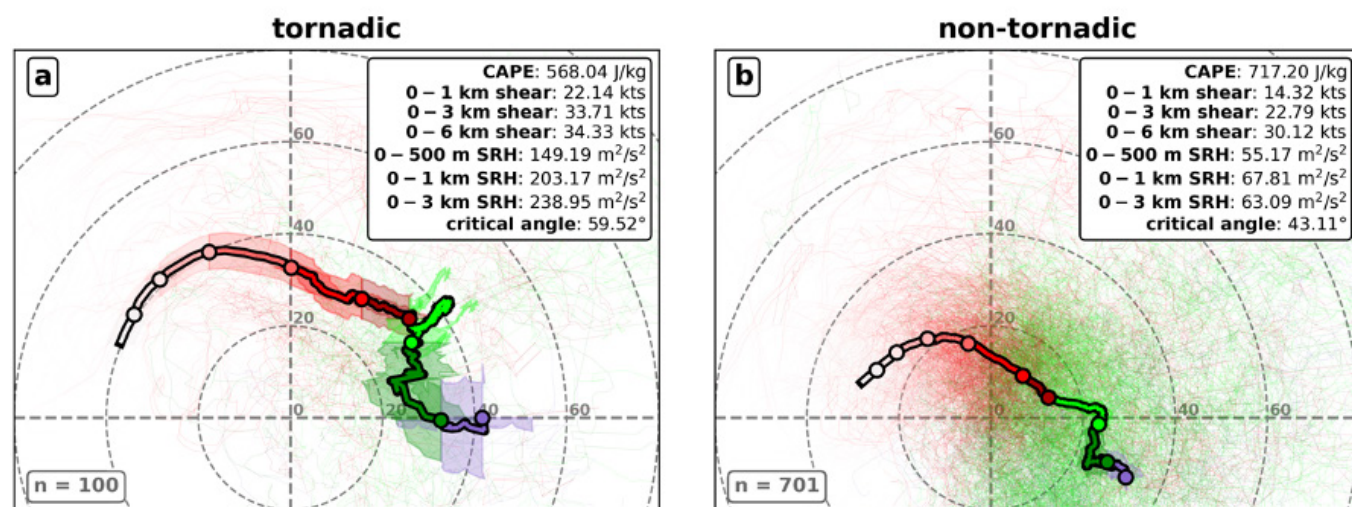 tornadic
non-tornadic
a
CAPE: 568.04 J/kg
0 − 1 km shear: 22.14 kts
0 − 3 km shear: 33.71 kts
0 − 6 km shear: 34.33 kts
0 − 500 m SRH: 149.19 m²/s²
0 − 1 km SRH: 203.17 m²/s²
0 − 3 km SRH: 238.95 m²/s²
critical angle: 59.52°
60
40
20
0
20
40
60
n = 100
b
CAPE: 717.20 J/kg
0 − 1 km shear: 14.32 kts
0 − 3 km shear: 22.79 kts
0 − 6 km shear: 30.12 kts
0 − 500 m SRH: 55.17 m²/s²
0 − 1 km SRH: 67.81 m²/s²
0 − 3 km SRH: 63.09 m²/s²
critical angle: 43.11°
60
40
20
0
20
40
60
n = 701